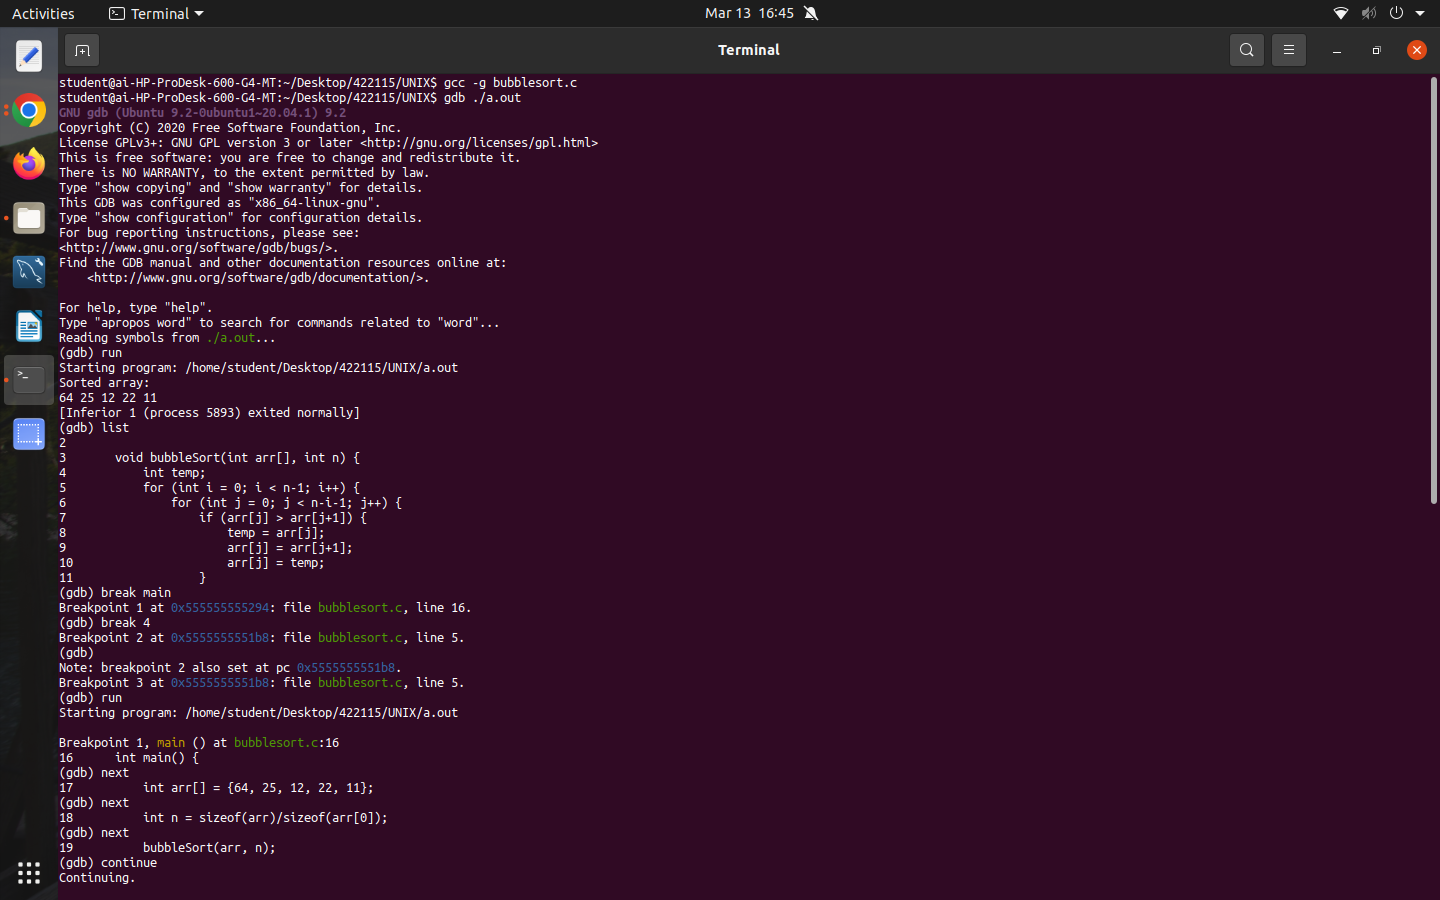 Activities
Terminal
Mar 13 16:45
Terminal
student@ai-HP-ProDesk-600-G4-MT:~/Desktop/422115/UNIX$ gcc -g bubblesort.c
student@ai-HP-ProDesk-600-G4-MT:~/Desktop/422115/UNIX$ gdb ./a.out
GNU gdb (Ubuntu 9.2-0ubuntu1~20.04.1) 9.2
Copyright (C) 2020 Free Software Foundation, Inc.
License GPLv3+: GNU GPL version 3 or later <http://gnu.org/licenses/gpl.html>
This is free software: you are free to change and redistribute it.
There is NO WARRANTY, to the extent permitted by law.
Type "show copying" and "show warranty" for details.
This GDB was configured as "x86_64-linux-gnu".
Type "show configuration" for configuration details.
For bug reporting instructions, please see:
<http://www.gnu.org/software/gdb/bugs/>.
Find the GDB manual and other documentation resources online at:
    <http://www.gnu.org/software/gdb/documentation/>.

For help, type "help".
Type "apropos word" to search for commands related to "word"...
Reading symbols from ./a.out...
(gdb) run
Starting program: /home/student/Desktop/422115/UNIX/a.out
Sorted array:
64 25 12 22 11
[Inferior 1 (process 5893) exited normally]
(gdb) list
2
3       void bubbleSort(int arr[], int n) {
4           int temp;
5           for (int i = 0; i < n-1; i++) {
6               for (int j = 0; j < n-i-1; j++) {
7                   if (arr[j] > arr[j+1]) {
8                       temp = arr[j];
9                       arr[j] = arr[j+1];
10                      arr[j] = temp;
11                  }
(gdb) break main
Breakpoint 1 at 0x555555555294: file bubblesort.c, line 16.
(gdb) break 4
Breakpoint 2 at 0x5555555551b8: file bubblesort.c, line 5.
(gdb)
Note: breakpoint 2 also set at pc 0x5555555551b8.
Breakpoint 3 at 0x5555555551b8: file bubblesort.c, line 5.
(gdb) run
Starting program: /home/student/Desktop/422115/UNIX/a.out

Breakpoint 1, main () at bubblesort.c:16
16      int main() {
(gdb) next
17          int arr[] = {64, 25, 12, 22, 11};
(gdb) next
18          int n = sizeof(arr)/sizeof(arr[0]);
(gdb) next
19          bubbleSort(arr, n);
(gdb) continue
Continuing.